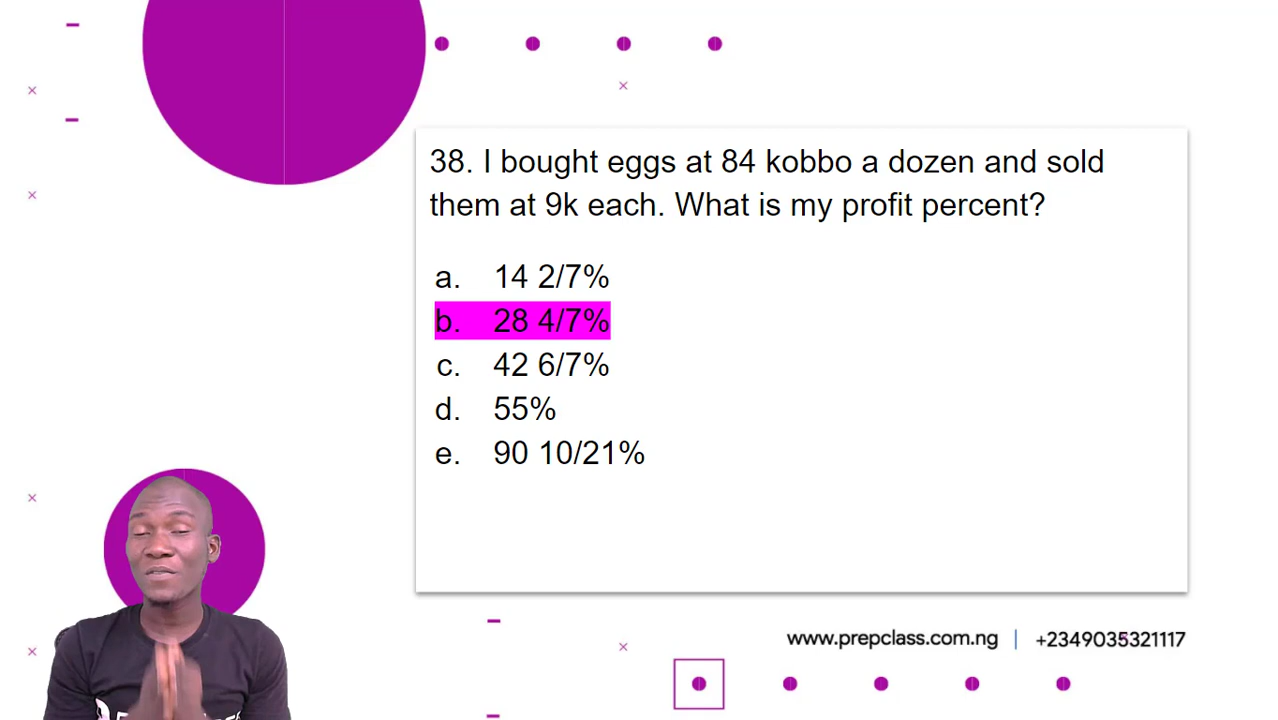 38. I bought eggs at 84 kobbo a dozen and sold
them at 9k each. What is my profit percent?
a. 14 2/7%
b. 28 4/7%
c. 42 6/7%
d. 55%
e. 90 10/21%
www.prepclass.com.ng | +2349035321117